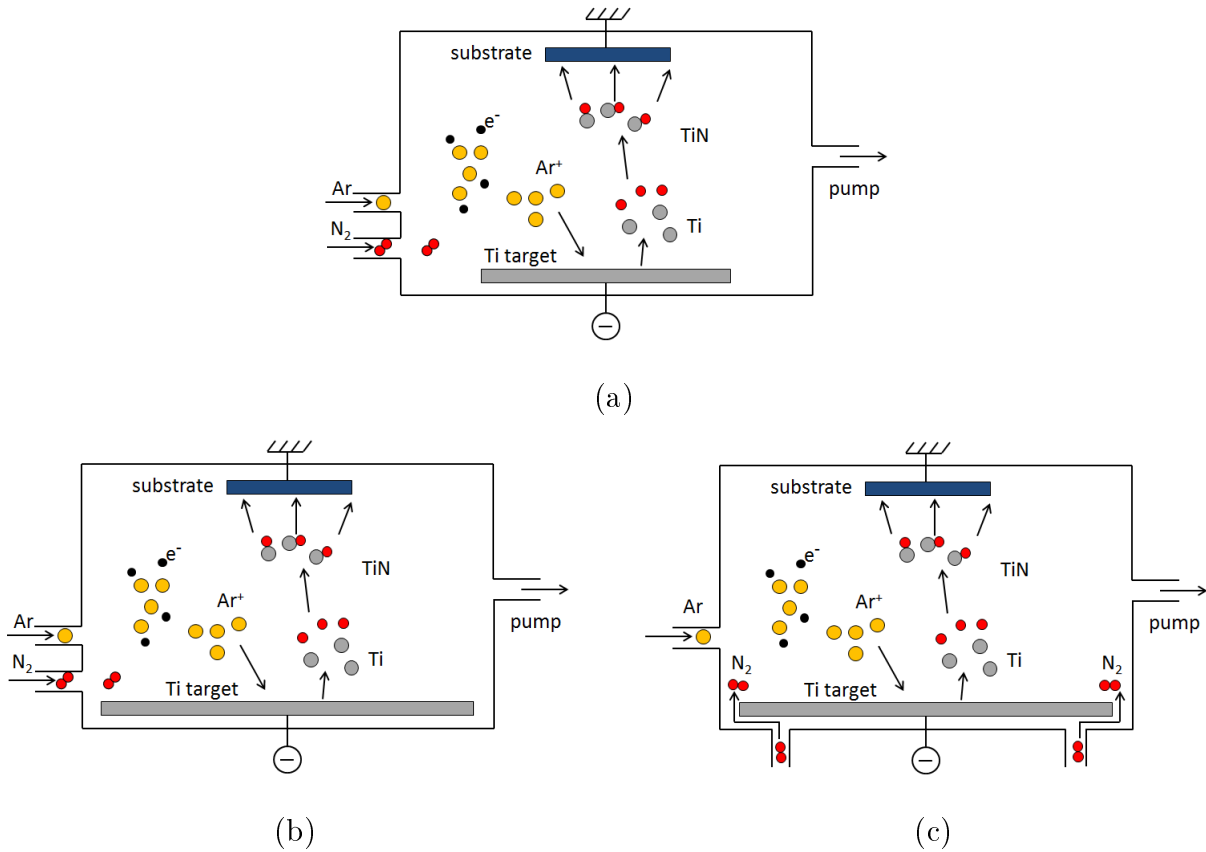 substrate
e-
Ar+
TiN
Ar
N2
Ti
pump
Ti target
−
(a)
substrate
e-
TiN
Ar+
Ar
N2
Ti
pump
Ti target
−
(b)
substrate
e-
TiN
Ar+
Ar
N2
Ti
N2
pump
Ti target
−
(c)